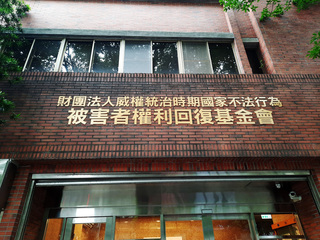 財團法人威權統治時期國家不法行為
被害者權利回復基金會